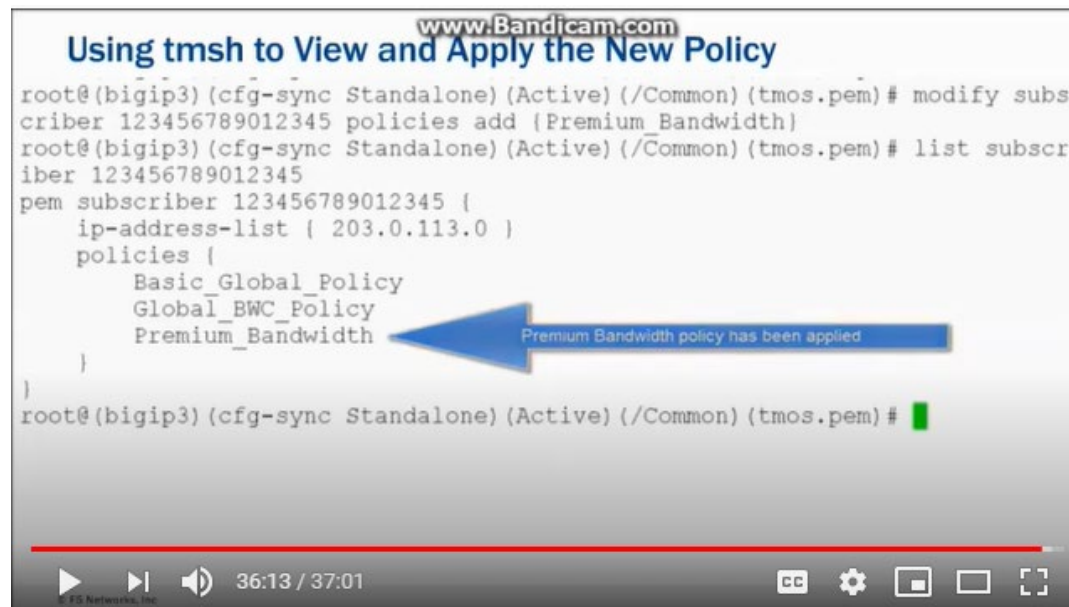 www.Bandicam.com
Using tmsh to View and Apply the New Policy
root@(bigip3)(cfg-sync Standalone)(Active)(/Common)(tmos.pem)# modify subs
criber 123456789012345 policies add {Premium_Bandwidth}
root@(bigip3)(cfg-sync Standalone)(Active)(/Common)(tmos.pem)# list subscr
iber 123456789012345
pem subscriber 123456789012345 {
ip-address-list { 203.0.113.0 }
policies {
Basic_Global_Policy
Global_BWC_Policy
Premium_Bandwidth
Premium Bandwidth policy has been applied
}
}
root@(bigip3)(cfg-sync Standalone)(Active)(/Common)(tmos.pem)#
36:13 / 37:01
CC
© F5 Networks, Inc